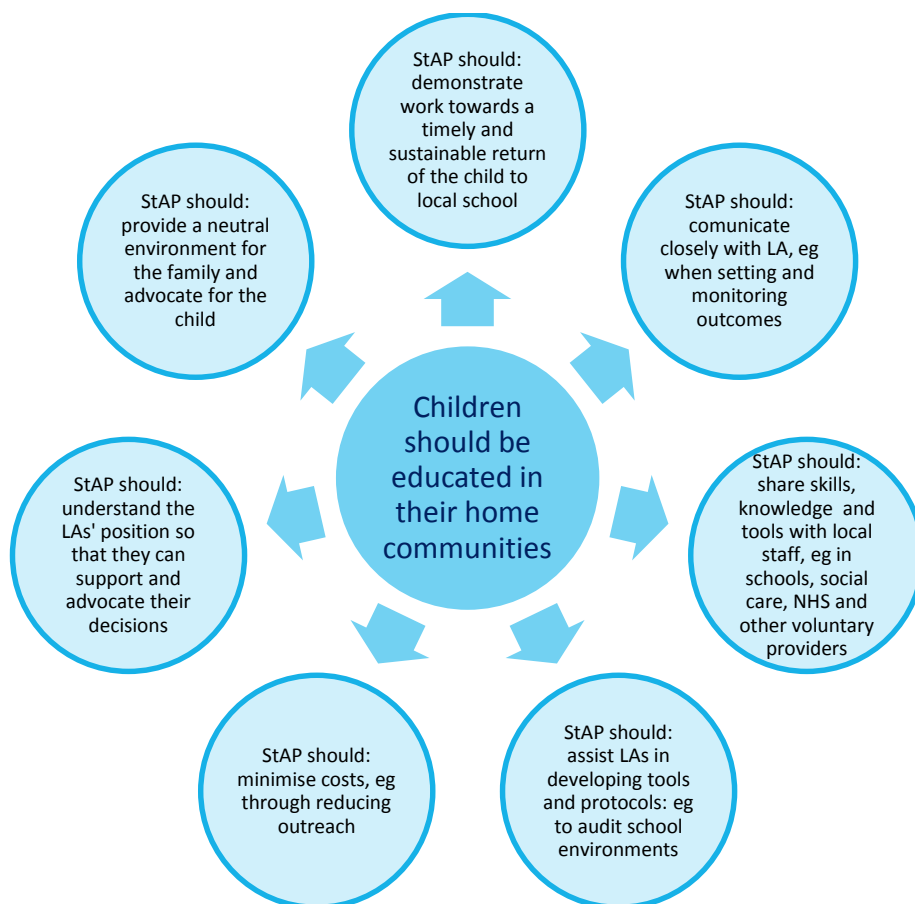 StAP should:
demonstrate
work towards a
timely and
sustainable return
of the child to
local school
StAP should:
comunicate
closely with LA, eg
when setting and
monitoring
outcomes
StAP should:
share skills,
knowledge and
tools with local
staff, eg in
schools, social
care, NHS and
other voluntary
providers
StAP should:
assist LAs in
developing tools
and protocols: eg
to audit school
environments
StAP should:
minimise costs, eg
through reducing
outreach
StAP should:
understand the
LAs' position so
that they can
support and
advocate their
decisions
StAP should:
provide a neutral
environment for
the family and
advocate for the
child
Children
should be
educated in
their home
communities